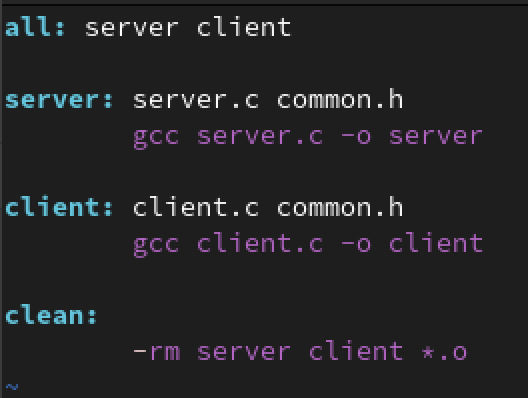 all: server client
server: server.c common.h
gcc server.c -o server
client: client.c common.h
gcc client.c -o client
clean:
-rm server client *.o
~